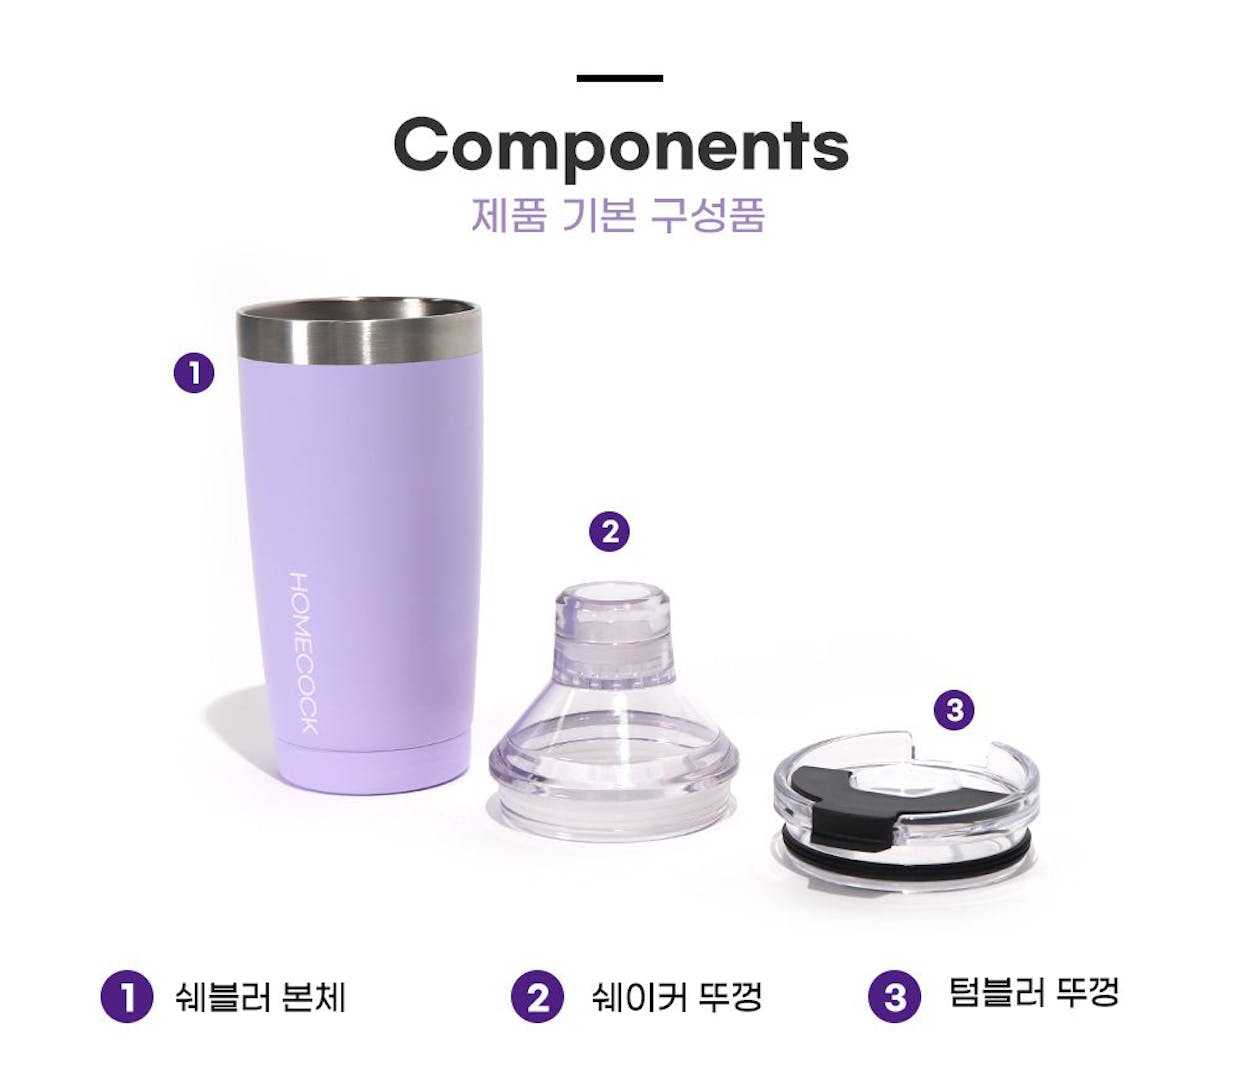 Components
제품 기본 구성품
1
HOMECOCK
2
3
1 쉐블러 본체
2 쉐이커 뚜껑
3 텀블러 뚜껑